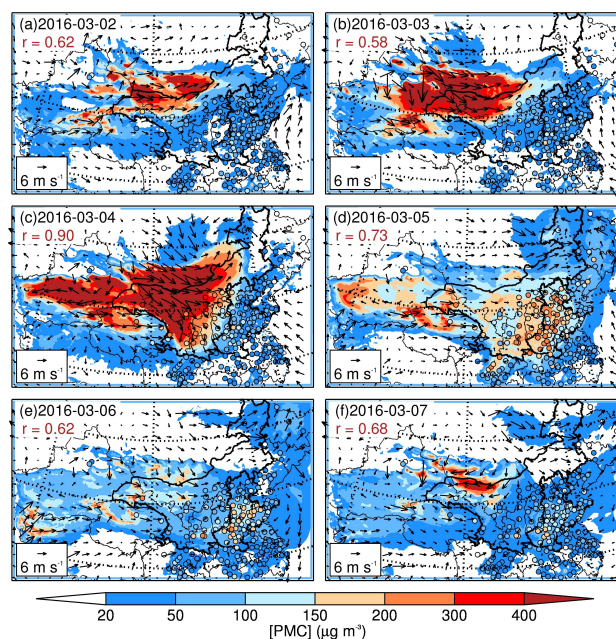 (a)2016-03-02
r = 0.62
6 m s⁻¹
(b)2016-03-03
r = 0.58
6 m s⁻¹
(c)2016-03-04
r = 0.90
6 m s⁻¹
(d)2016-03-05
r = 0.73
6 m s⁻¹
(e)2016-03-06
r = 0.62
6 m s⁻¹
(f)2016-03-07
r = 0.68
6 m s⁻¹
20 50 100 150 200 300 400
[PMC] (μg m⁻³)